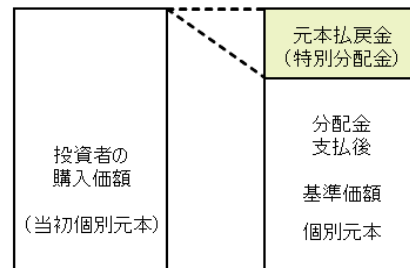 投資者の
購入価額
(当初個別元本)
元本払戻金
(特別分配金)
分配金
支払後
基準価額
個別元本